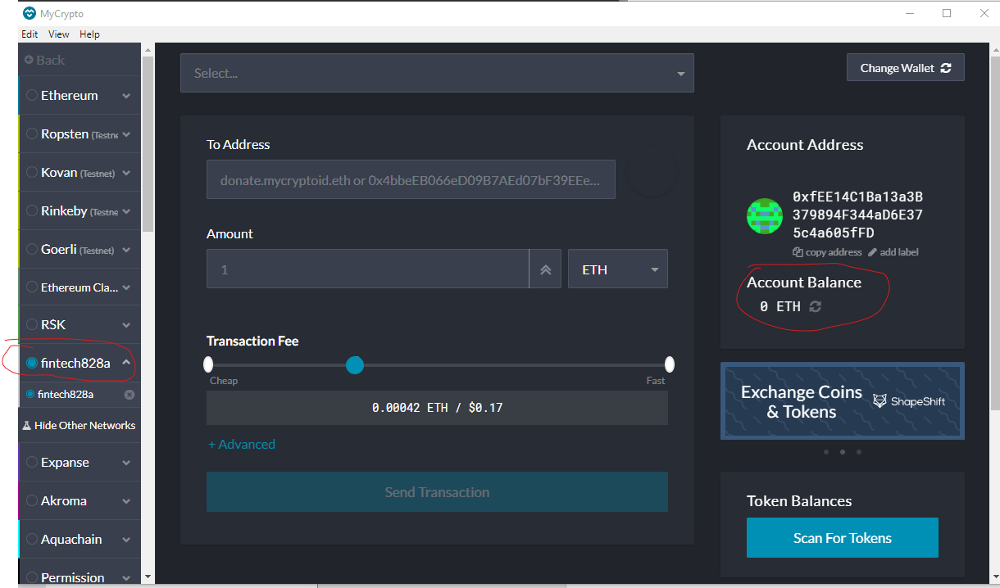 MyCrypto
Edit View Help
Back
Ethereum
Ropsten (Testne
Kovan (Testnet)
Rinkeby (Testne
Goerli (Testnet)
Ethereum Cla...
R$K
fintech828a
fintech828a
Hide Other Networks
Expanse
Akroma
Aquachain
Permission
Select...
Change Wallet
To Address
donate.mycryptoid.eth or 0x4bbeEB066eD09B7AEd07bF39EEe...
Amount
1
ETH
Transaction Fee
Cheap
Fast
0.00042 ETH / $0.17
+ Advanced
Send Transaction
Account Address
0xfEE14C1Ba13a3B
379894F344aD6E37
5c4a605fFD
copy address add label
Account Balance
0 ETH
Exchange Coins
& Tokens
ShapeShift
Token Balances
Scan For Tokens